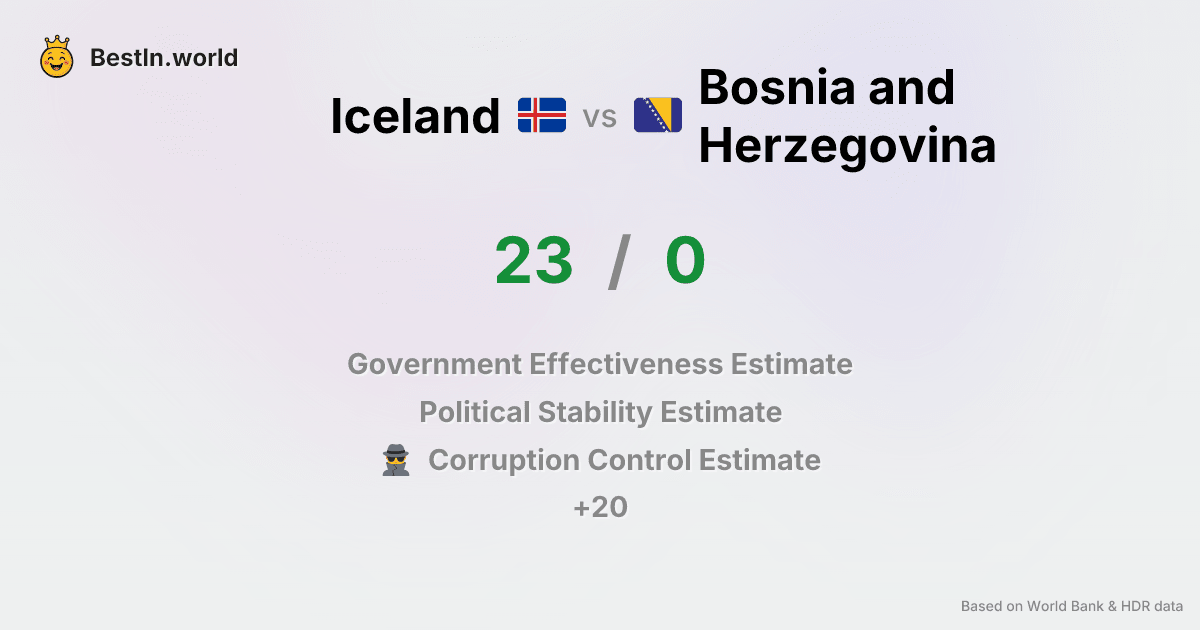 BestIn.world
Iceland vs Bosnia and
Herzegovina
23 / 0
Government Effectiveness Estimate
Political Stability Estimate
Corruption Control Estimate
+20
Based on World Bank & HDR data